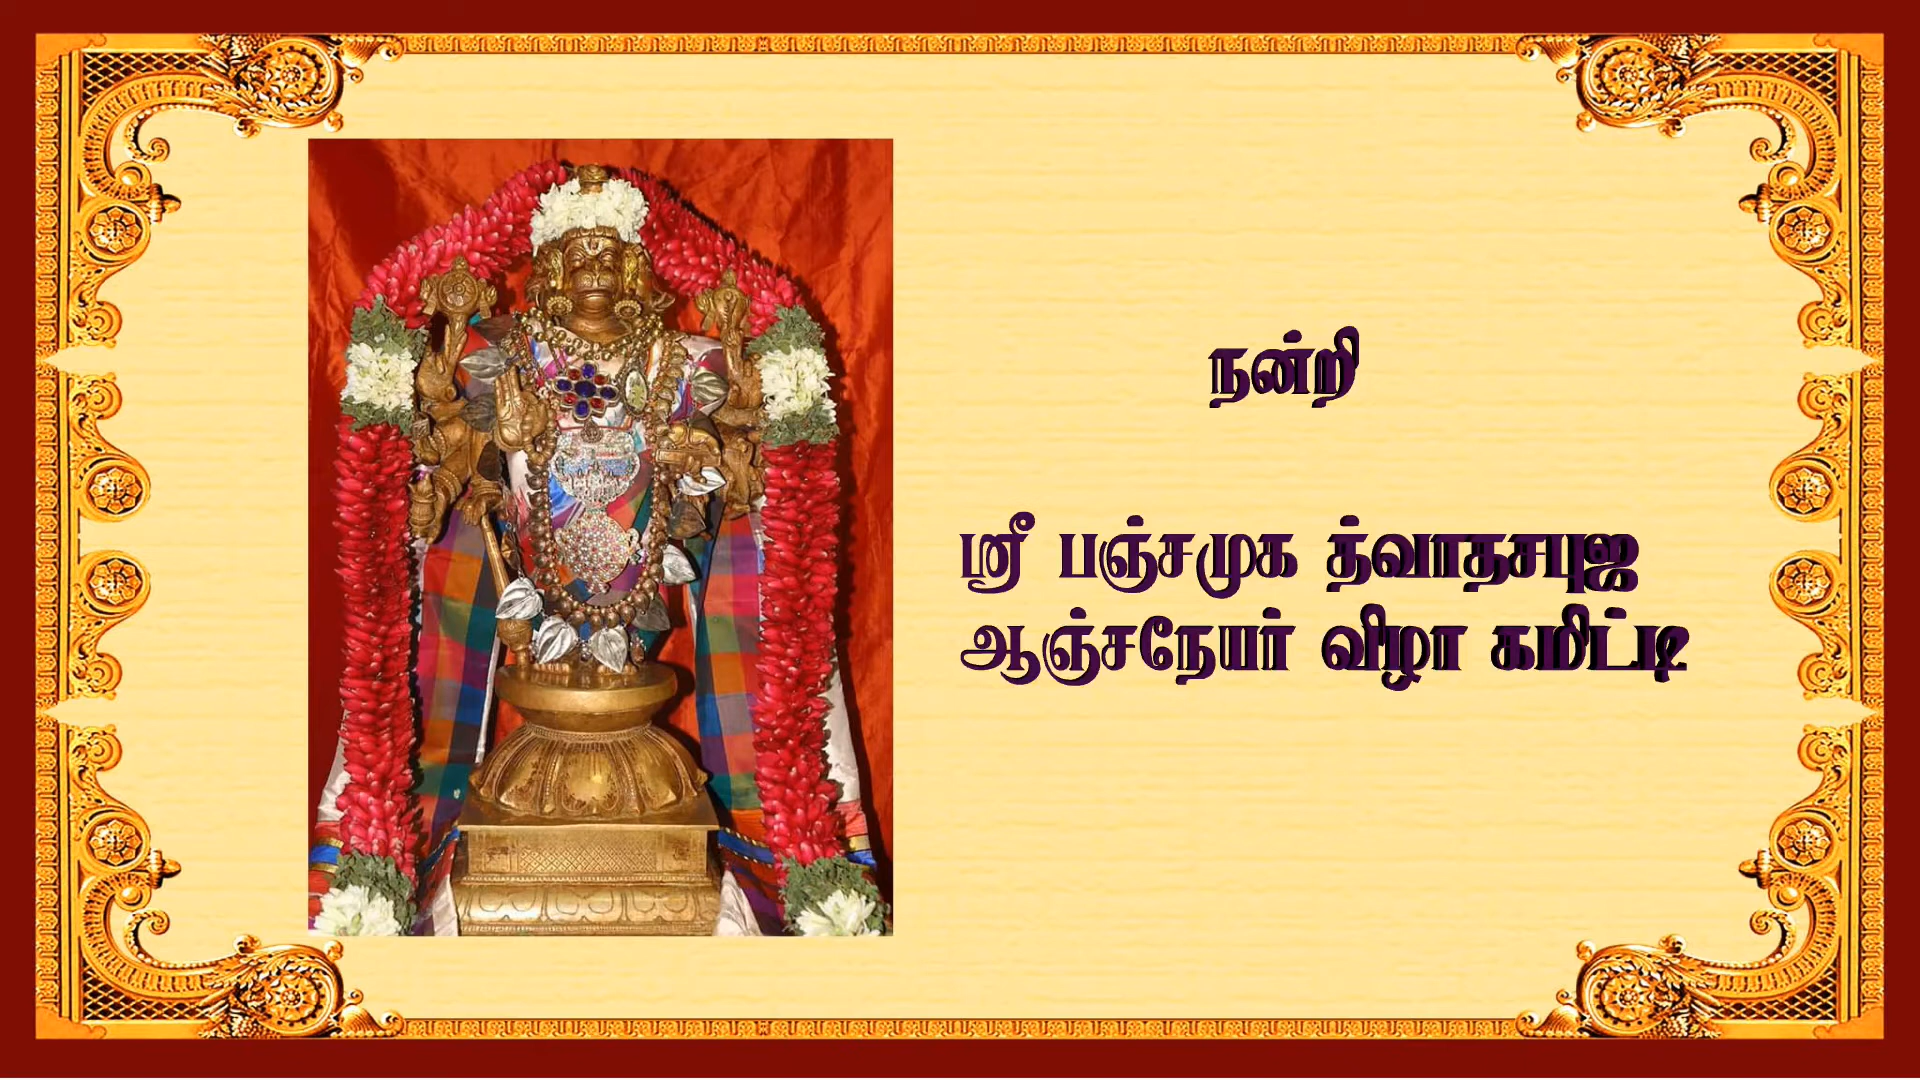 நன்றி
ஸ்ரீ பஞ்சமுக த்வாதசபுஜ
ஆஞ்சநேயர் விழா கமிட்டி